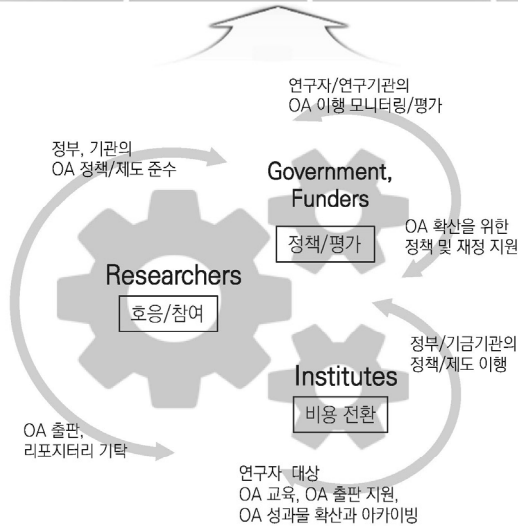 연구자/연구기관의
OA 이행 모니터링/평가
정부, 기관의
OA 정책/제도 준수
Government,
Funders
정책/평가
OA 확산을 위한
정책 및 재정 지원
Researchers
호응/참여
정부/기금기관의
정책/제도 이행
Institutes
비용 전환
OA 출판,
리포지터리 기탁
연구자 대상
OA 교육, OA 출판 지원,
OA 성과물 확산과 아카이빙